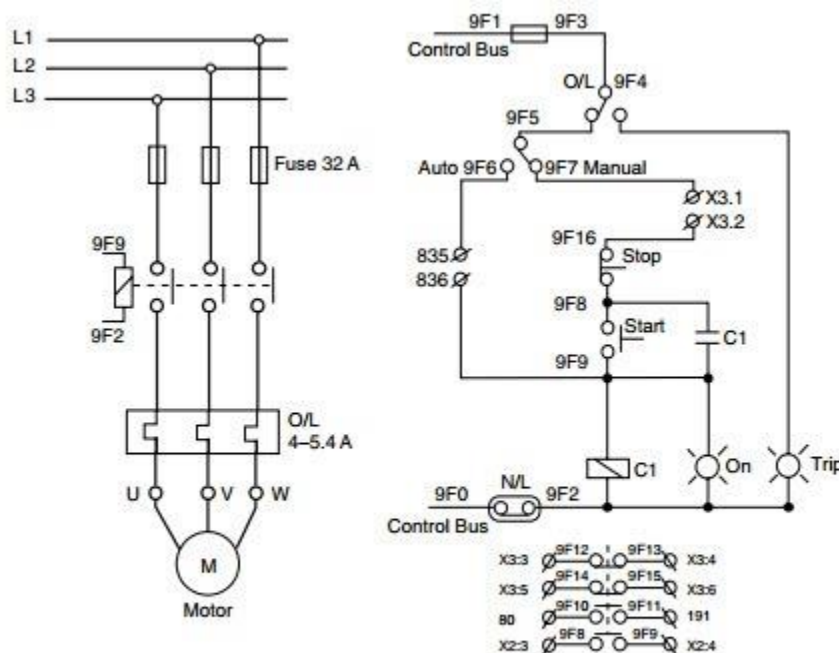 L1
L2
L3
Fuse 32 A
9F9
9F2
O/L
4–5.4 A
U V W
M
Motor
9F1 9F3
Control Bus
O/L 9F4
9F5
Auto 9F6 9F7 Manual
X3.1
X3.2
9F16
Stop
835
836
9F8
Start
C1
9F9
C1
On
Trip
N/L
9F0 9F2
Control Bus
X3:3 9F12 9F13 X3:4
X3:5 9F14 9F15 X3:6
80 9F10 9F11 191
X2:3 9F8 9F9 X2:4